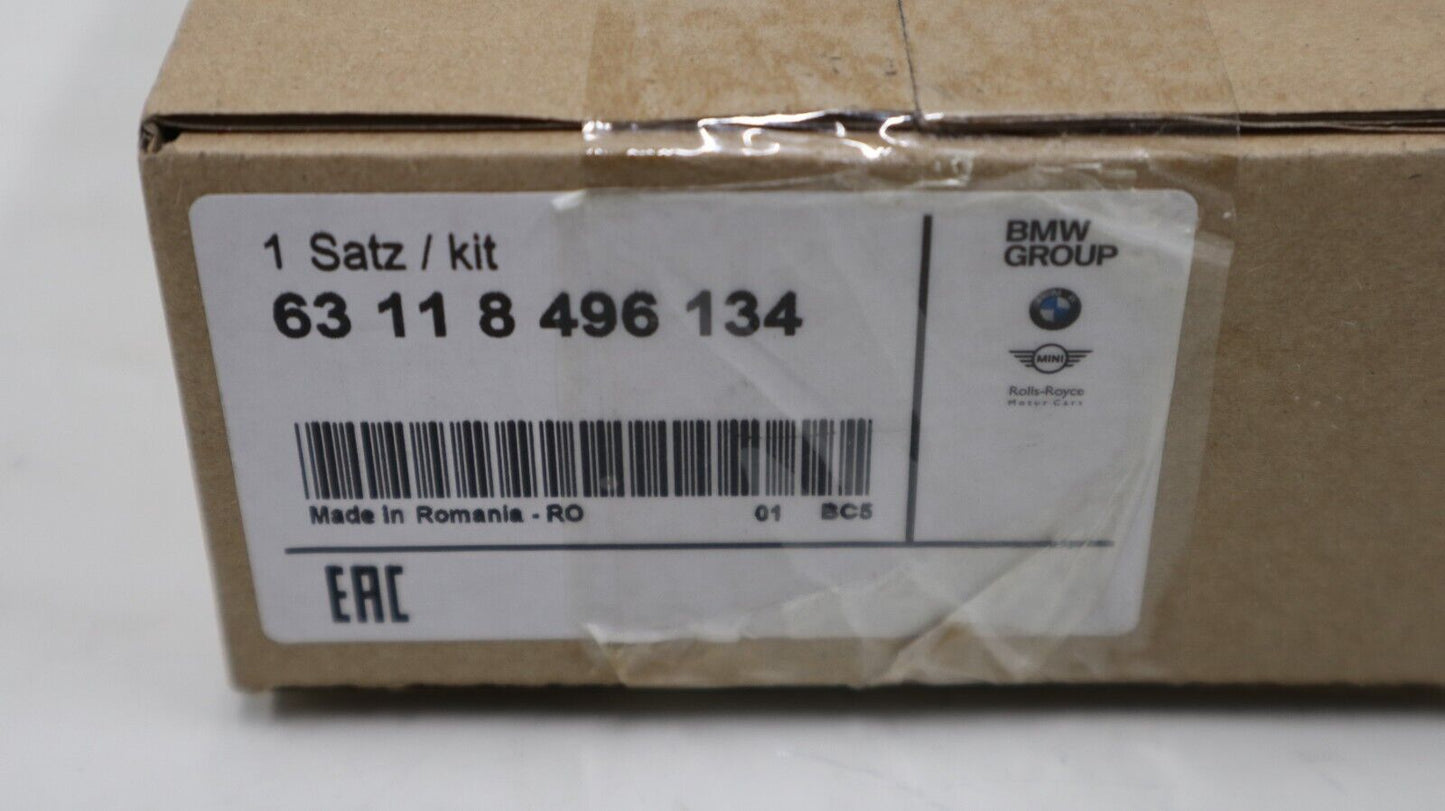 1 Satz / kit
63 11 8 496 134
Made in Romania - RO 01 BC5
EAC
BMW
GROUP
MINI
Rolls-Royce
Motor Cars